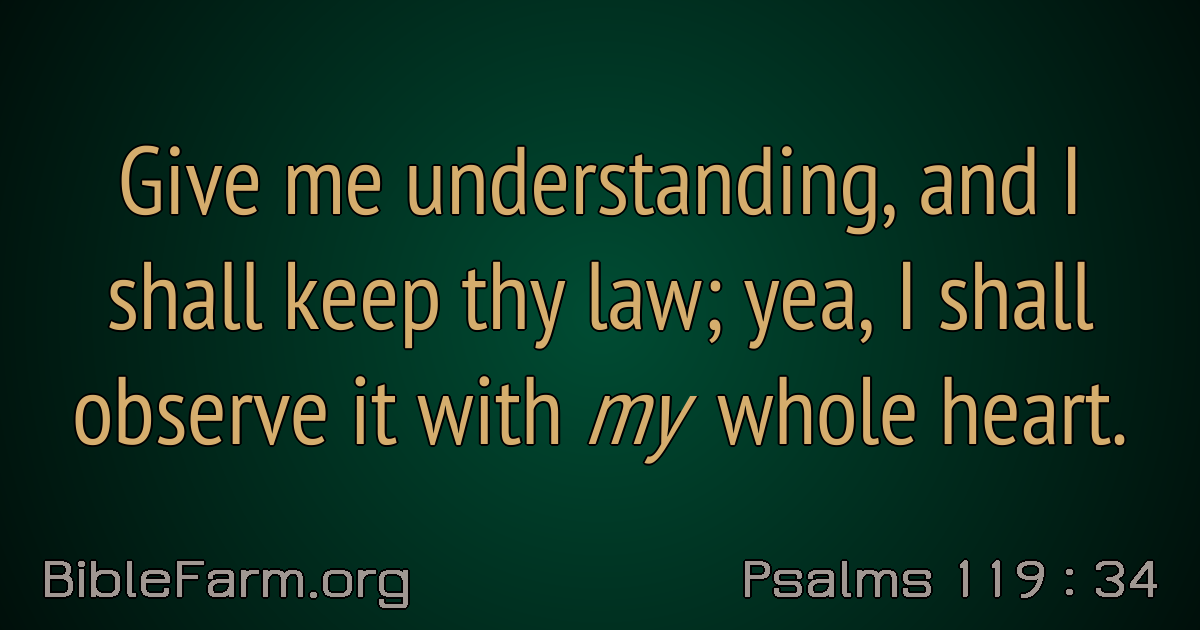 Give me understanding, and I
shall keep thy law; yea, I shall
observe it with my whole heart.
BibleFarm.org
Psalms 119 : 34